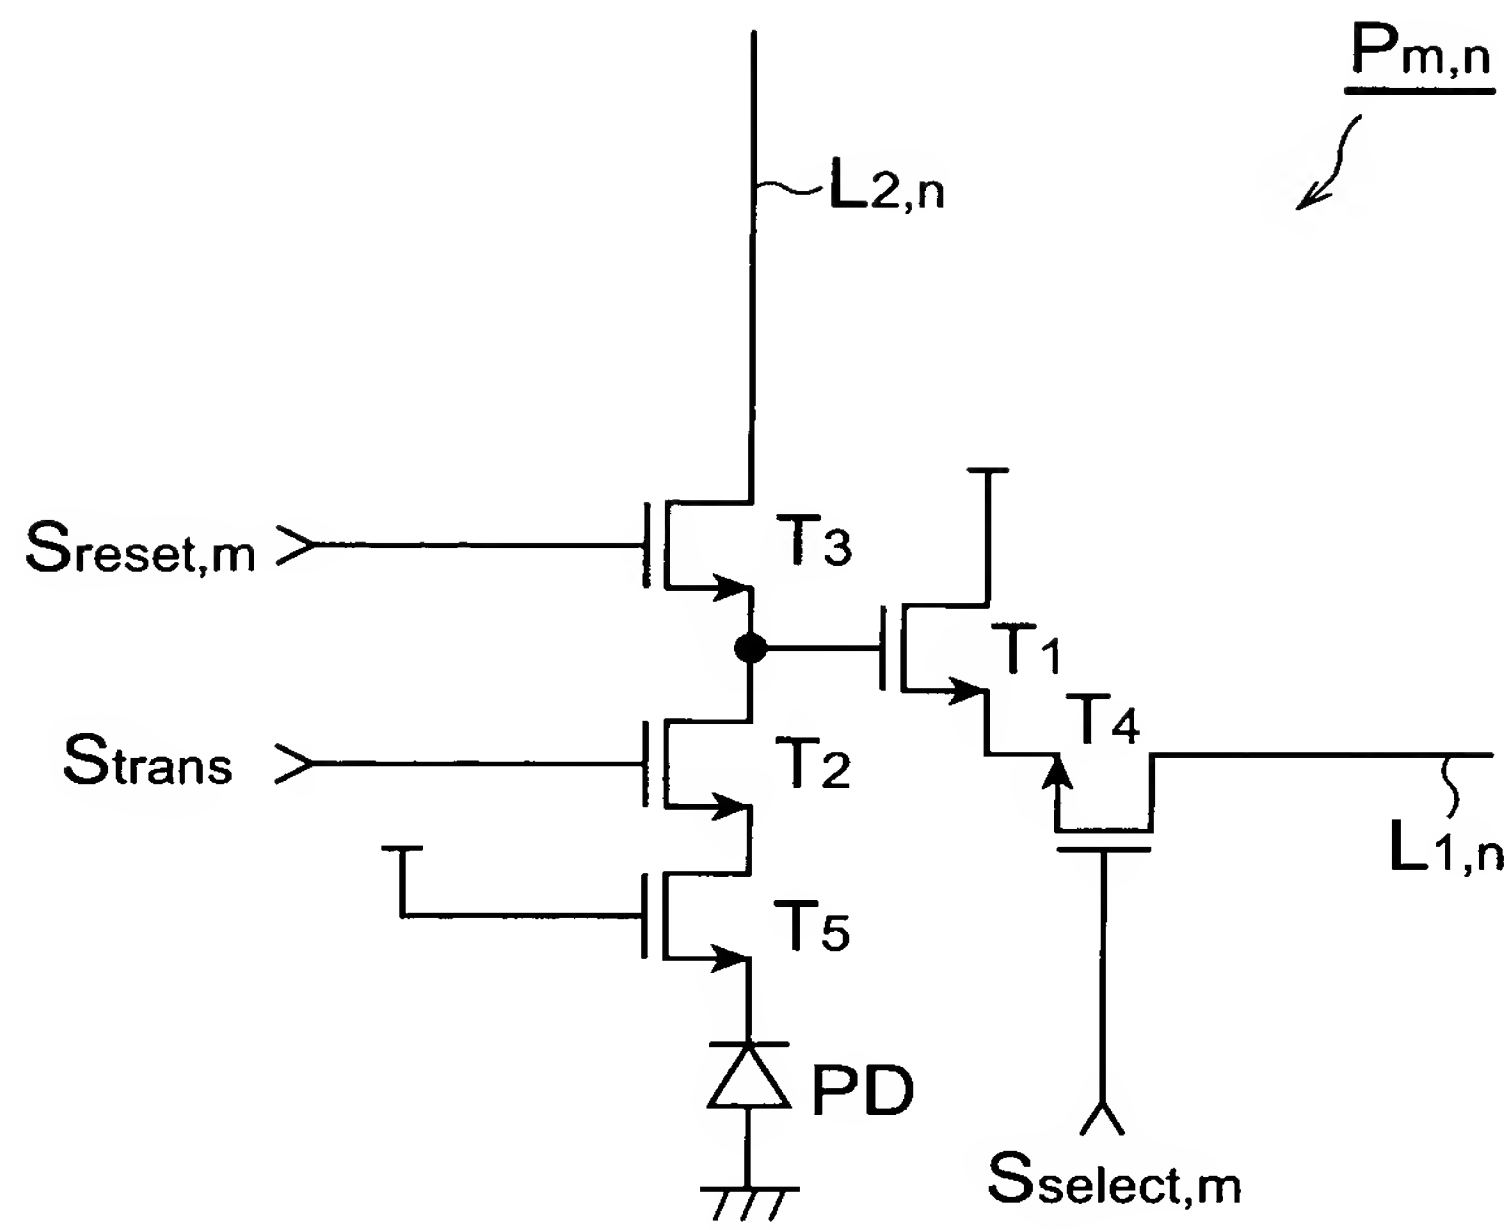 Pm,n
L2,n
Sreset,m
T3
T1
T4
Strans
T2
L1,n
T5
PD
Sselect,m